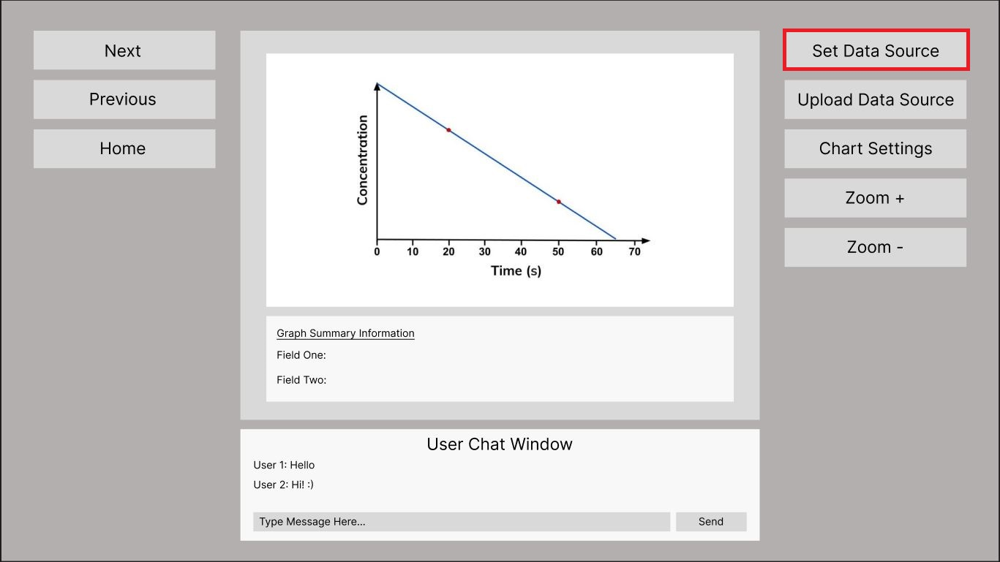 Next
Previous
Home
Concentration
0 10 20 30 40 50 60 70
Time (s)
Graph Summary Information
Field One:
Field Two:
User Chat Window
User 1: Hello
User 2: Hi! :)
Type Message Here...
Send
Set Data Source
Upload Data Source
Chart Settings
Zoom +
Zoom -